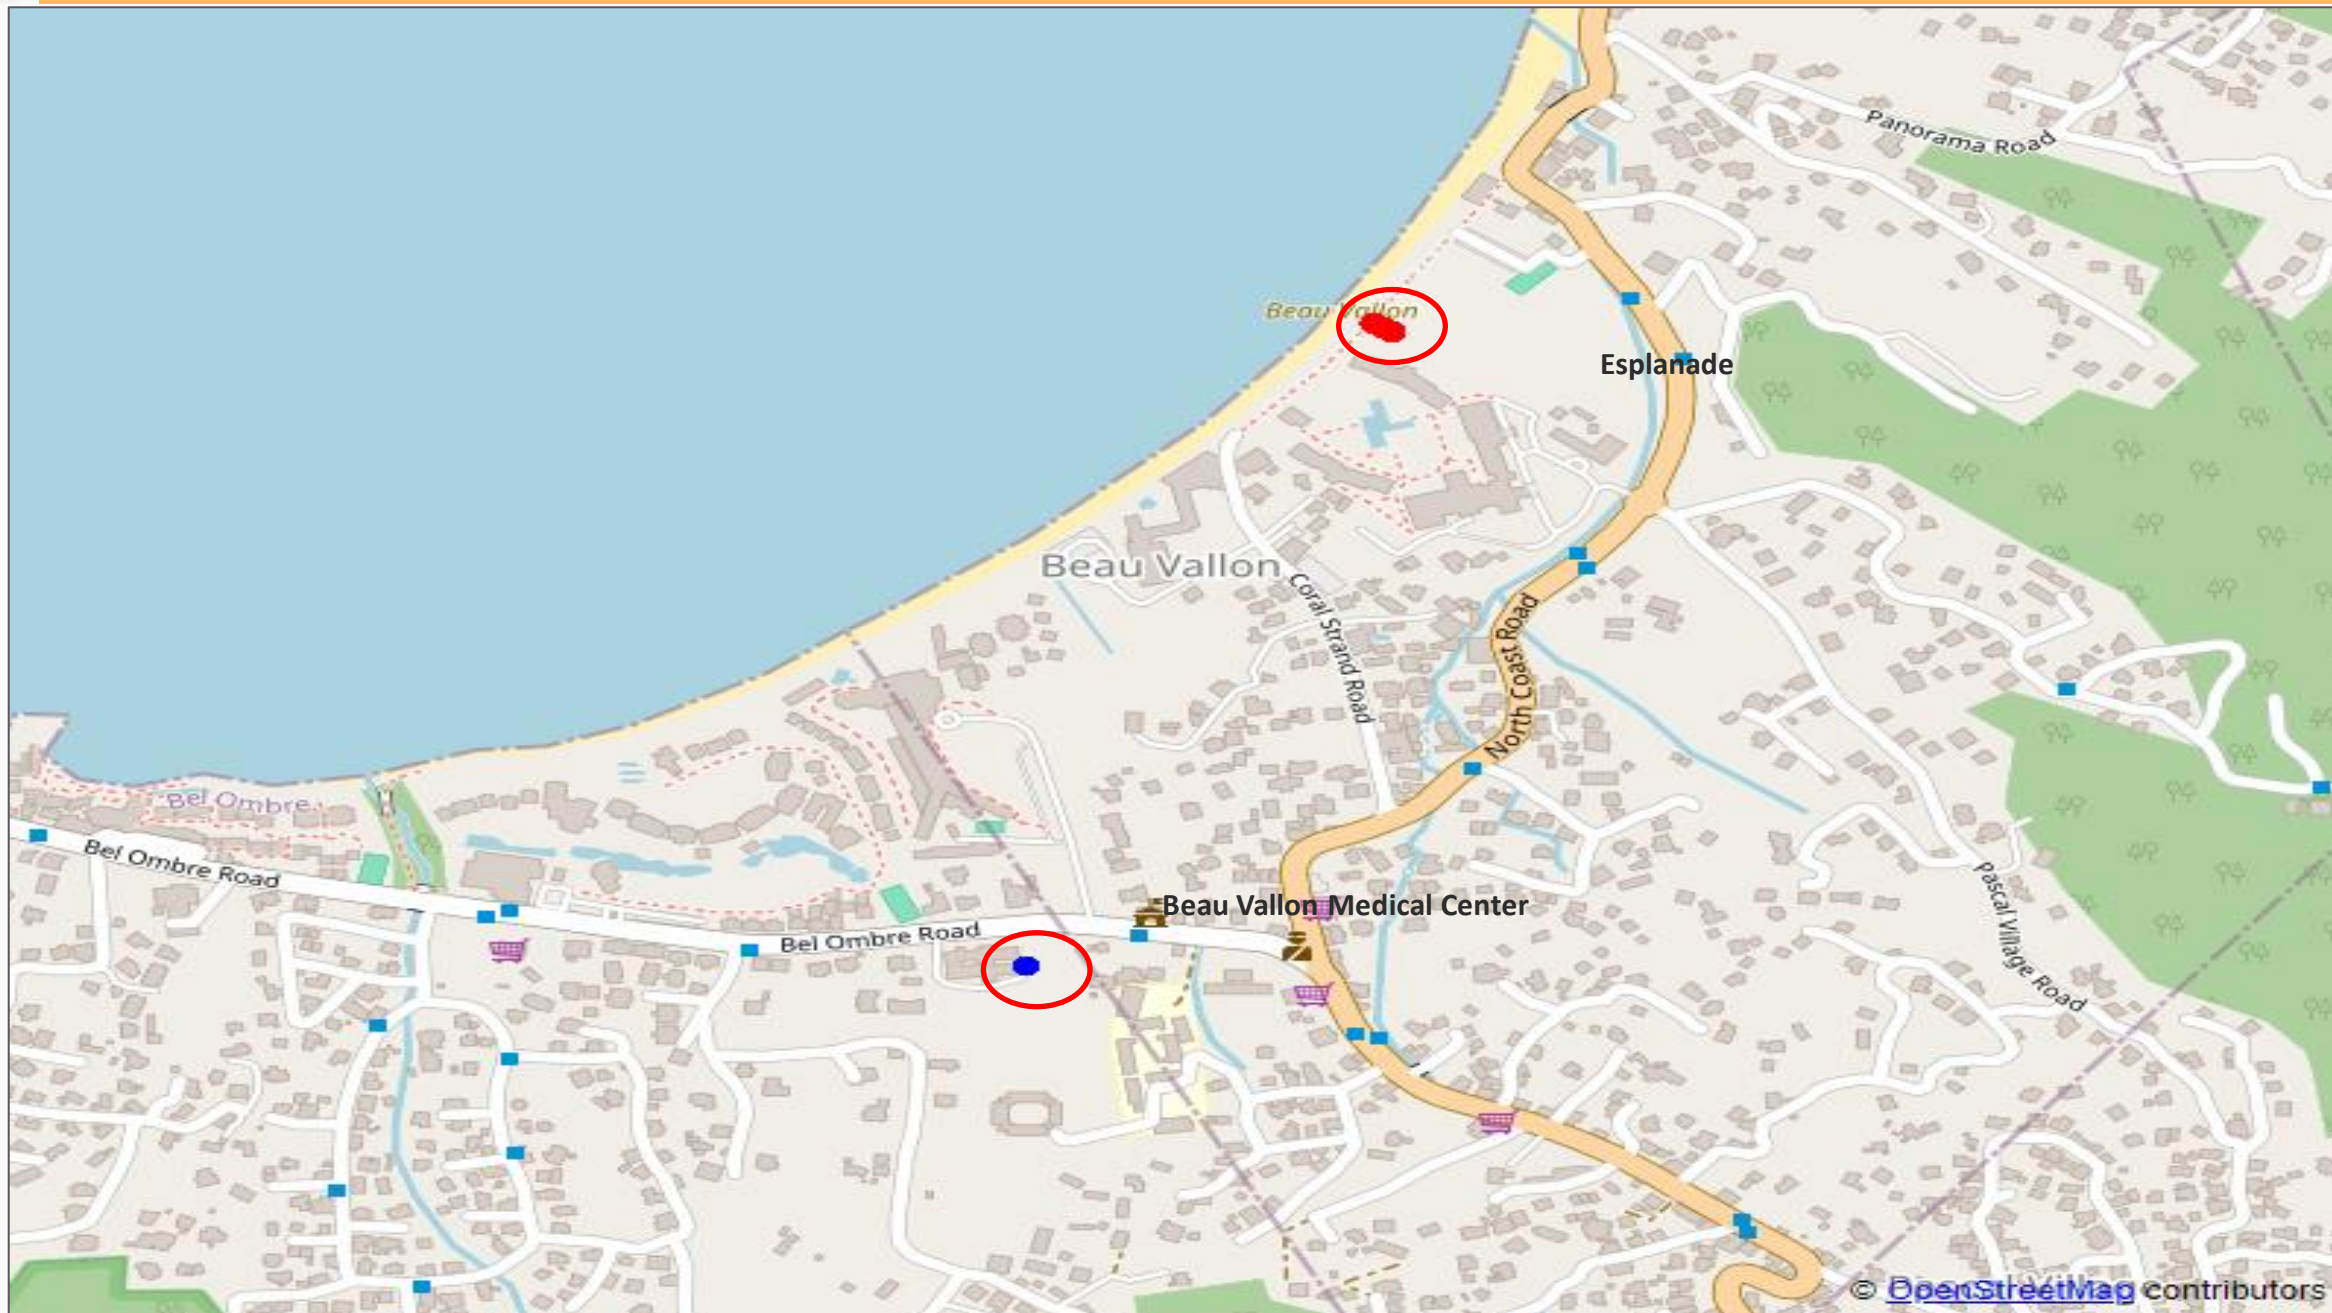 Panorama Road
Beau Vallon
Esplanade
Beau Vallon
Coral Strand Road
North Coast Road
Bel Ombre
Bel Ombre Road
Pascal Village Road
Beau Vallon Medical Center
Bel Ombre Road
© OpenStreetMap contributors